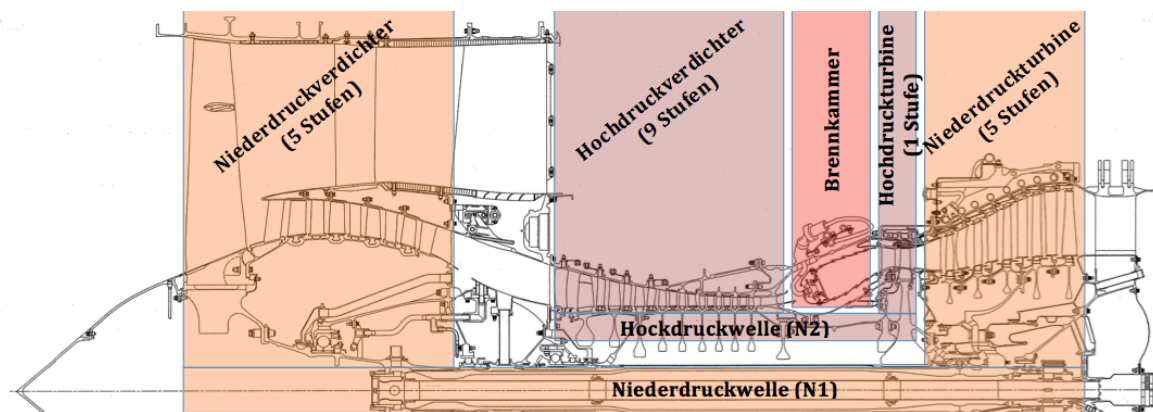 Niederdruckverdichter
(5 Stufen)
Hochdruckverdichter
(9 Stufen)
Brennkammer
Hochdruckturbine
(1 Stufe)
Niederdruckturbine
(5 Stufen)
Hockdruckwelle (N2)
Niederdruckwelle (N1)